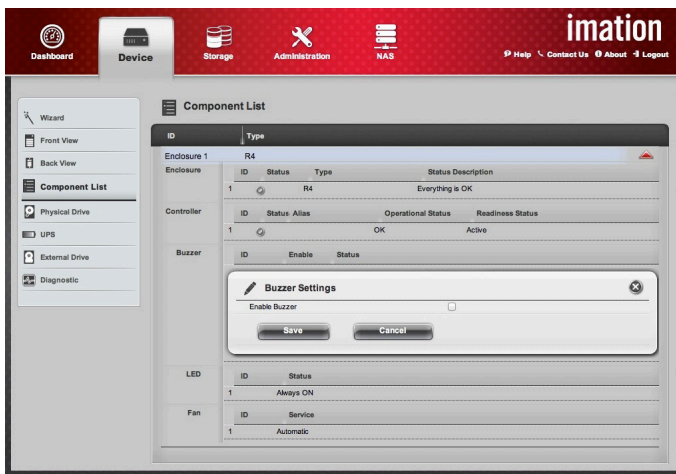 imation
Dashboard
Device
Storage
Administration
NAS
Help Contact Us About Logout
Wizard
Front View
Back View
Component List
Physical Drive
UPS
External Drive
Diagnostic
Component List
ID Type
Enclosure 1 R4
Enclosure
ID Status Type Status Description
1 R4 Everything is OK
Controller
ID Status Alias Operational Status Readiness Status
1 OK Active
Buzzer
ID Enable Status
Buzzer Settings
Enable Buzzer
Save Cancel
LED
ID Status
1 Always ON
Fan
ID Service
1 Automatic